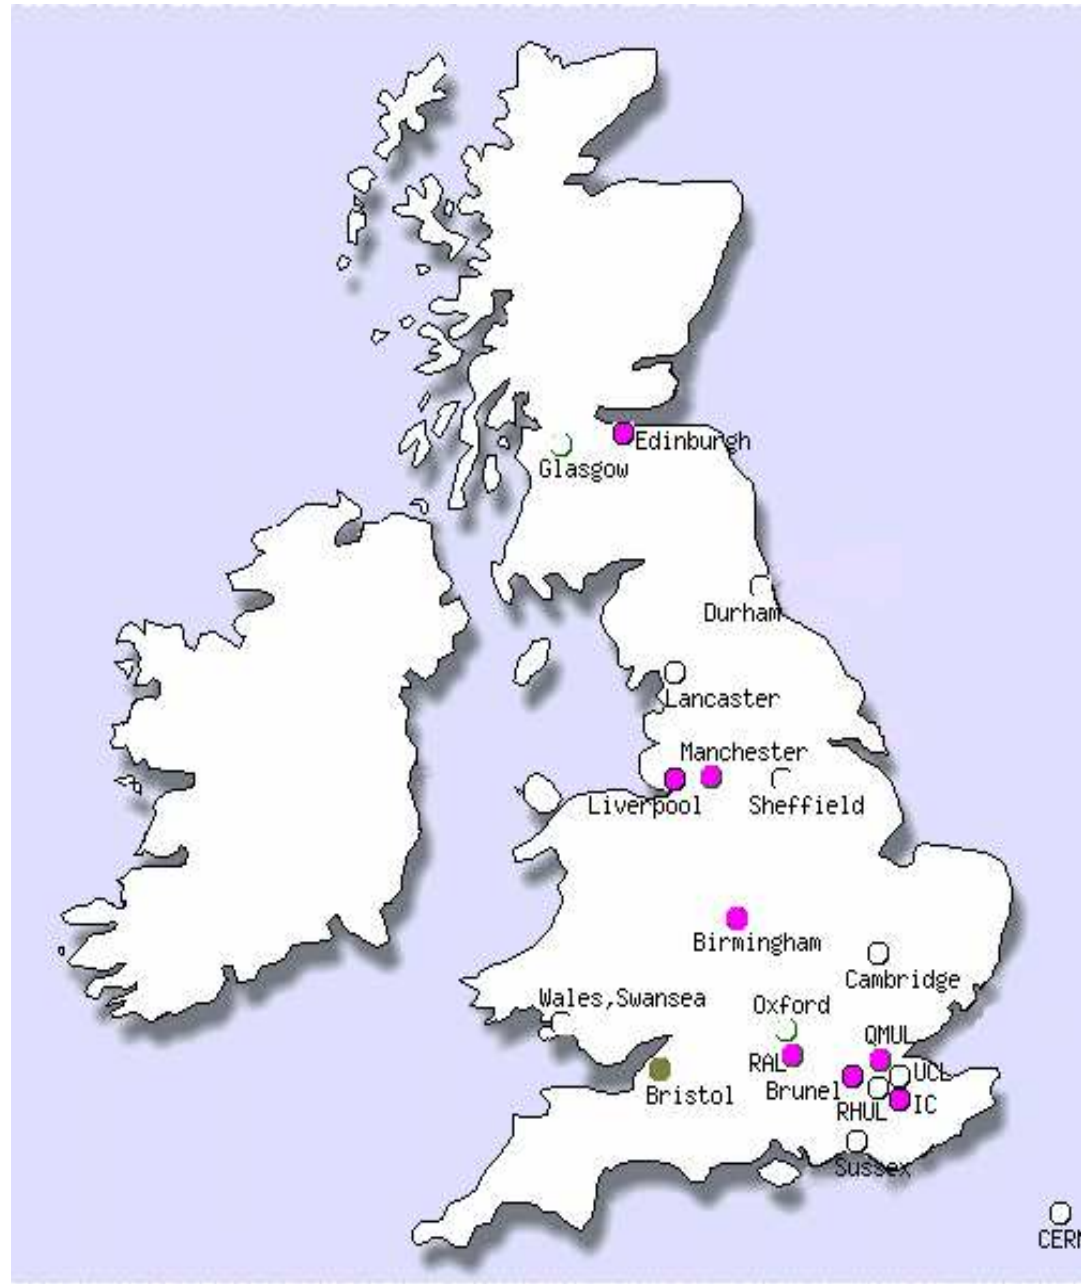 Edinburgh
Glasgow
Durham
Lancaster
Manchester
Liverpool
Sheffield
Birmingham
Cambridge
Wales,Swansea
Oxford
QMUL
RAL
UCL
Brunel
Bristol
RHUL
IC
Sussex
CERN